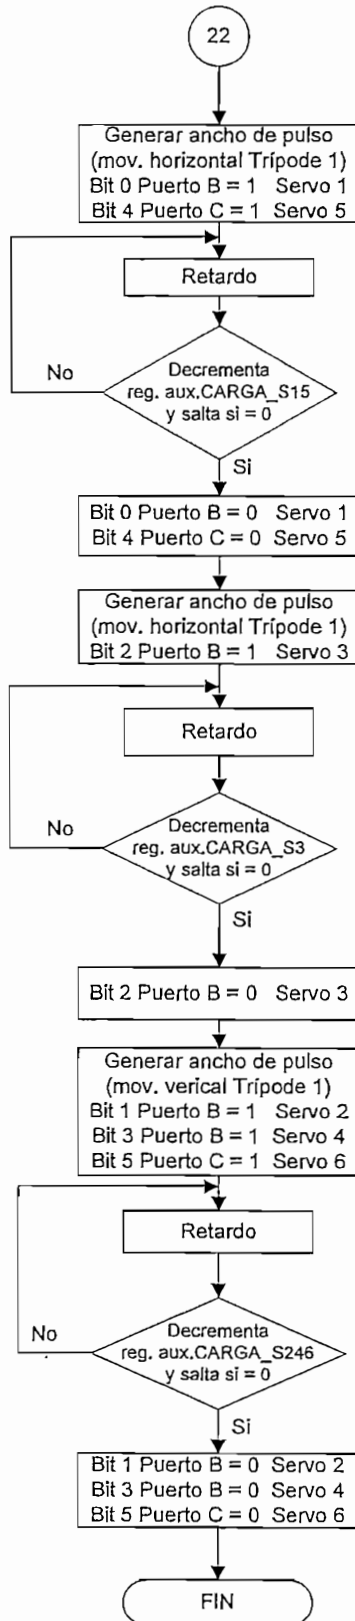 22
Generar ancho de pulso
(mov. horizontal Trípode 1)
Bit 0 Puerto B = 1 Servo 1
Bit 4 Puerto C = 1 Servo 5
Retardo
Decrementa
No
reg. aux.CARGA_S15
y salta si = 0
Si
Bit 0 Puerto B = 0 Servo 1
Bit 4 Puerto C = 0 Servo 5
Generar ancho de pulso
(mov. horizontal Trípode 1)
Bit 2 Puerto B = 1 Servo 3
Retardo
No
Decrementa
reg. aux.CARGA_S3
y salta si = 0
Si
Bit 2 Puerto B = 0 Servo 3
Generar ancho de pulso
(mov. verical Trípode 1)
Bit 1 Puerto B = 1 Servo 2
Bit 3 Puerto B = 1 Servo 4
Bit 5 Puerto C = 1 Servo 6
Retardo
No
Decrementa
reg. aux.CARGA_S246
y salta si = 0
Si
Bit 1 Puerto B = 0 Servo 2
Bit 3 Puerto B = 0 Servo 4
Bit 5 Puerto C = 0 Servo 6
FIN